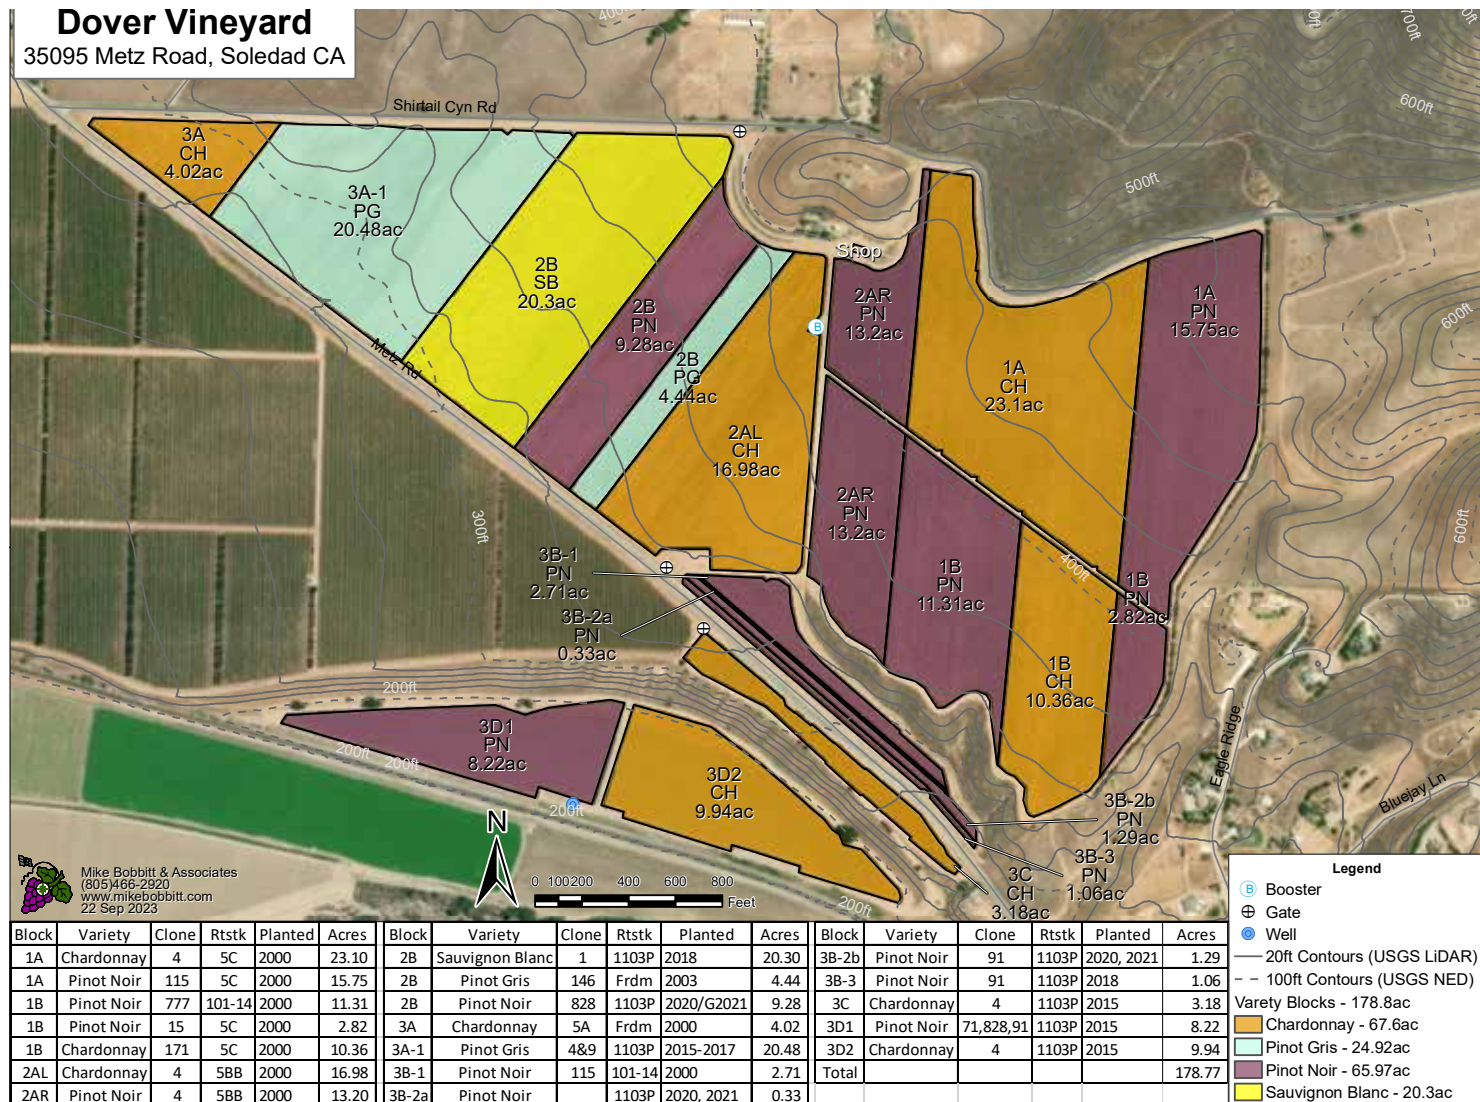 Dover Vineyard
35095 Metz Road, Soledad CA
400ft
700ft
600ft
Shirtail Cyn Rd
3A
CH
4.02ac
3A-1
PG
20.48ac
500ft
Shop
2B
SB
20.3ac
2B
PN
9.28ac
2AR
PN
13.2ac
1A
PN
15.75ac
600ft
Metz Rd
2B
PG
4.44ac
1A
CH
23.1ac
2AL
CH
16.98ac
2AR
PN
13.2ac
300ft
600ft
3B-1
PN
2.71ac
400ft
1B
PN
11.31ac
1B
PN
2.82ac
3B-2a
PN
0.33ac
1B
CH
10.36ac
200ft
3D1
PN
8.22ac
200ft
200ft
3D2
CH
9.94ac
200ft
Eagle Ridge
Bluejay Ln
3B-2b
PN
1.29ac
3B-3
PN
1.06ac
3C
CH
3.18ac
200ft
N
0 100 200 400 600 800
Feet
Mike Bobbitt & Associates
(805)466-2920
www.mikebobbitt.com
22 Sep 2023
Legend
B Booster
Gate
Well
20ft Contours (USGS LiDAR)
100ft Contours (USGS NED)
Varety Blocks - 178.8ac
Chardonnay - 67.6ac
Pinot Gris - 24.92ac
Pinot Noir - 65.97ac
Sauvignon Blanc - 20.3ac
Block Variety Clone Rtstk Planted Acres
1A Chardonnay 4 5C 2000 23.10
1A Pinot Noir 115 5C 2000 15.75
1B Pinot Noir 777 101-14 2000 11.31
1B Pinot Noir 15 5C 2000 2.82
1B Chardonnay 171 5C 2000 10.36
2AL Chardonnay 4 5BB 2000 16.98
2AR Pinot Noir 4 5BB 2000 13.20
Block Variety Clone Rtstk Planted Acres
2B Sauvignon Blanc 1 1103P 2018 20.30
2B Pinot Gris 146 Frdm 2003 4.44
2B Pinot Noir 828 1103P 2020/G2021 9.28
3A Chardonnay 5A Frdm 2000 4.02
3A-1 Pinot Gris 4&9 1103P 2015-2017 20.48
3B-1 Pinot Noir 115 101-14 2000 2.71
3B-2a Pinot Noir 1103P 2020, 2021 0.33
Block Variety Clone Rtstk Planted Acres
3B-2b Pinot Noir 91 1103P 2020, 2021 1.29
3B-3 Pinot Noir 91 1103P 2018 1.06
3C Chardonnay 4 1103P 2015 3.18
3D1 Pinot Noir 71,828,91 1103P 2015 8.22
3D2 Chardonnay 4 1103P 2015 9.94
Total 178.77